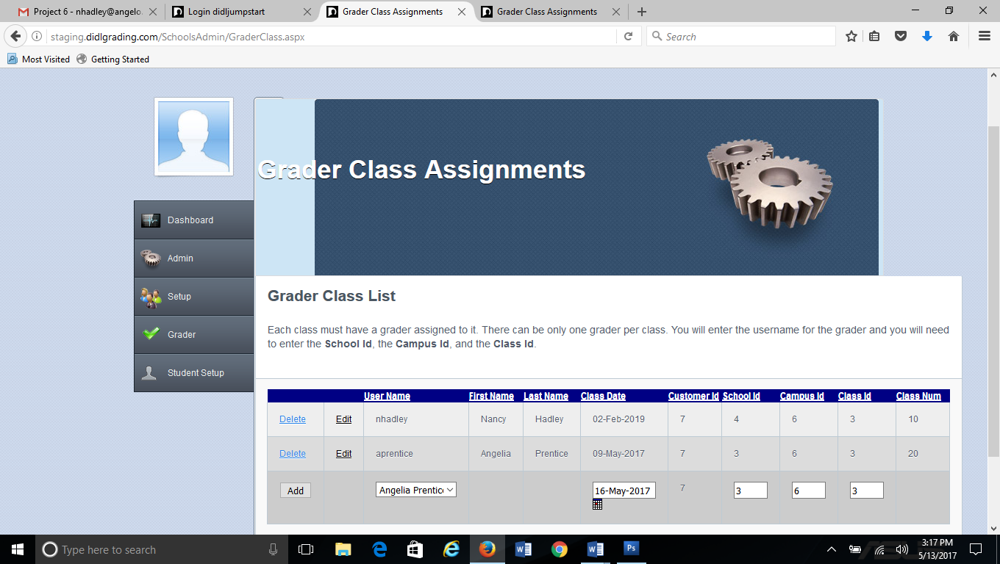 Project 6 - nhadley@angelo.
Login didljumpstart
Grader Class Assignments
Grader Class Assignments
staging.didlgrading.com/SchoolsAdmin/GraderClass.aspx
Search
Most Visited
Getting Started
Grader Class Assignments
Dashboard
Admin
Setup
Grader
Student Setup
Grader Class List
Each class must have a grader assigned to it. There can be only one grader per class. You will enter the username for the grader and you will need
to enter the School Id, the Campus Id, and the Class Id.
User Name First Name Last Name Class Date Customer Id School Id Campus Id Class Id Class Num
Delete Edit nhadley Nancy Hadley 02-Feb-2019 7 4 6 3 10
Delete Edit aprentice Angelia Prentice 09-May-2017 7 3 6 3 20
Add Angelia Prentice 16-May-2017 7 3 6 3
Type here to search
3:17 PM
5/13/2017